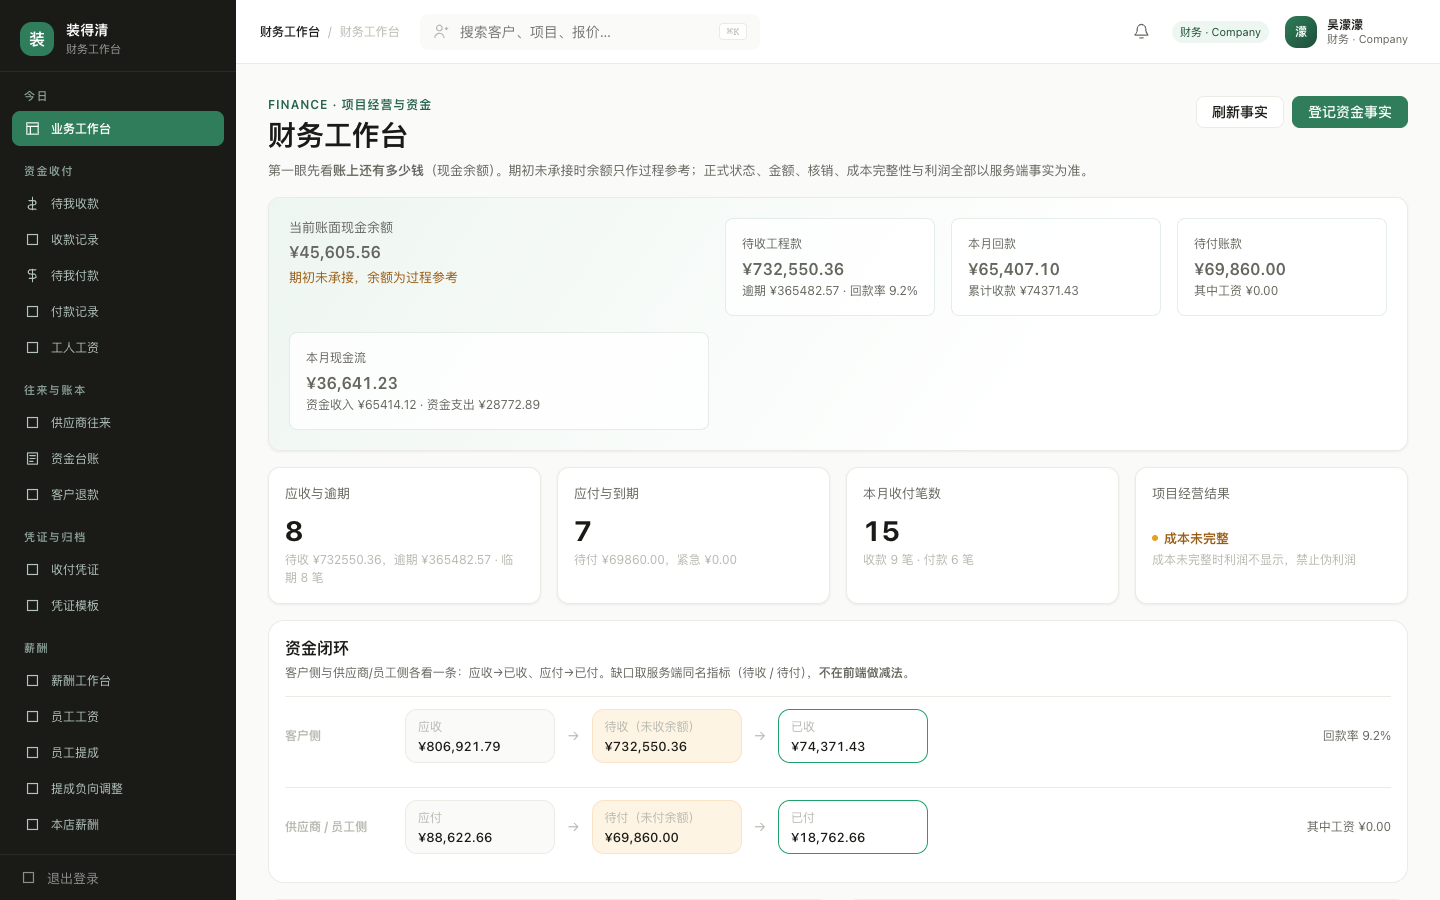 装
装得清
财务工作台
今日
业务工作台
资金收付
待我收款
收款记录
待我付款
付款记录
工人工资
往来与账本
供应商往来
资金台账
客户退款
凭证与归档
收付凭证
凭证模板
薪酬
薪酬工作台
员工工资
员工提成
提成负向调整
本店薪酬
退出登录
财务工作台 / 财务工作台
搜索客户、项目、报价...
⌘K
财务 · Company
濛
吴濛濛
财务 · Company
FINANCE · 项目经营与资金
财务工作台
第一眼先看账上还有多少钱（现金余额）。期初未承接时余额只作过程参考；正式状态、金额、核销、成本完整性与利润全部以服务端事实为准。
刷新事实
登记资金事实
当前账面现金余额
¥45,605.56
期初未承接，余额为过程参考
待收工程款
¥732,550.36
逾期 ¥365482.57 · 回款率 9.2%
本月回款
¥65,407.10
累计收款 ¥74371.43
待付账款
¥69,860.00
其中工资 ¥0.00
本月现金流
¥36,641.23
资金收入 ¥65414.12 · 资金支出 ¥28772.89
应收与逾期
8
待收 ¥732550.36，逾期 ¥365482.57 · 临
期 8 笔
应付与到期
7
待付 ¥69860.00，紧急 ¥0.00
本月收付笔数
15
收款 9 笔 · 付款 6 笔
项目经营结果
成本未完整
成本未完整时利润不显示，禁止伪利润
资金闭环
客户侧与供应商/员工侧各看一条：应收→已收、应付→已付。缺口取服务端同名指标（待收 / 待付），不在前端做减法。
客户侧
应收
¥806,921.79
→
待收（未收余额）
¥732,550.36
→
已收
¥74,371.43
回款率 9.2%
供应商 / 员工侧
应付
¥88,622.66
→
待付（未付余额）
¥69,860.00
→
已付
¥18,762.66
其中工资 ¥0.00